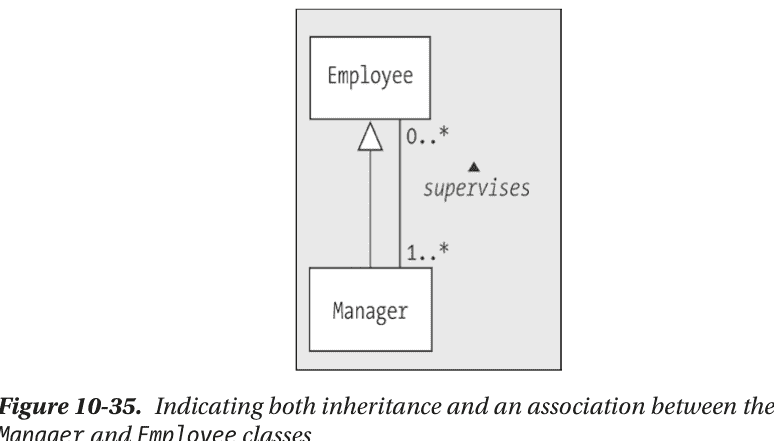 Employee
0..*
▲
supervises
1..*
Manager
Figure 10-35. Indicating both inheritance and an association between the
Manager and Employee classes